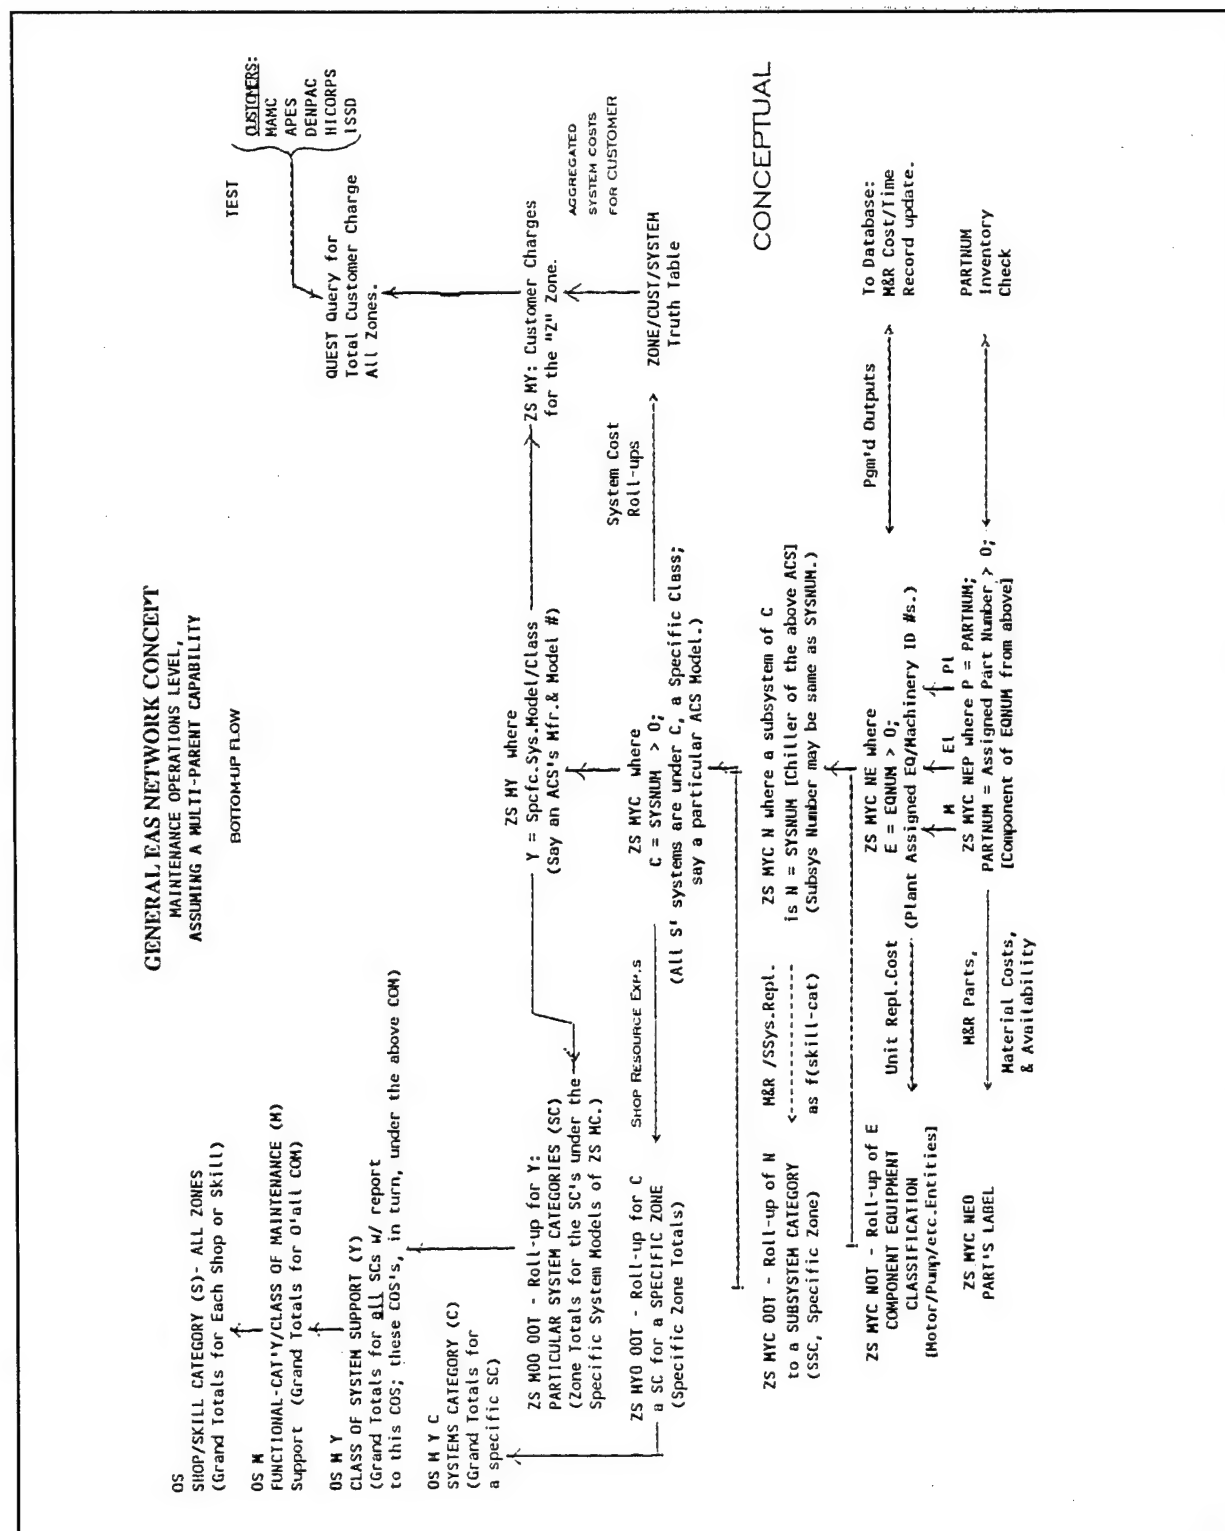 GENERAL EAS NETWORK CONCEPT
MAINTENANCE OPERATIONS LEVEL,
ASSUMING A MULTI-PARENT CAPABILITY
BOTTOM-UP FLOW
OS
SHOP/SKILL CATEGORY (S)- ALL ZONES
(Grand Totals for Each Shop or Skill)
OS M
FUNCTIONAL-CAT'Y/CLASS OF MAINTENANCE (M)
Support (Grand Totals for O'all COM)
OS M Y
CLASS OF SYSTEM SUPPORT (Y)
(Grand Totals for all SCs w/ report
to this COS; these COS's, in turn, under the above COM)
OS M Y C
SYSTEMS CATEGORY (C)
(Grand Totals for
a specific SC)
TEST
CUSTOMERS:
MAMC
APES
DENPAC
HICORPS
ISSD
QUEST Query for
Total Customer Charge
All Zones.
ZS M00 00T - Roll-up for Y:
PARTICULAR SYSTEM CATEGORIES (SC)
(Zone Totals for the SC's under the
Specific System Models of ZS MC.)
ZS MY where
Y = Spcfc.Sys.Model/Class
(Say an ACS's Mfr.& Model #)
ZS MY: Customer Charges
for the "Z" Zone.
AGGREGATED
SYSTEM COSTS
FOR CUSTOMER
ZS MY0 00T - Roll-up for C
a SC for a SPECIFIC ZONE
(Specific Zone Totals)
SHOP RESOURCE EXP.S
ZS MYC where
C = SYSNUM > 0;
(All S' systems are under C, a Specific Class;
say a particular ACS Model.)
System Cost
Roll-ups
ZONE/CUST/SYSTEM
Truth Table
CONCEPTUAL
ZS MYC 00T - Roll-up of N
to a SUBSYSTEM CATEGORY
(SSC, Specific Zone)
M&R /SSys.Repl.
as f(skill-cat)
ZS MYC N where a subsystem of C
is N = SYSNUM [Chiller of the above ACS]
(Subsys Number may be same as SYSNUM.)
ZS MYC N0T - Roll-up of E
COMPONENT EQUIPMENT
CLASSIFICATION
[Motor/Pump/etc.Entities]
Unit Repl.Cost
ZS MYC NE where
E = EQNUM > 0;
(Plant Assigned EQ/Machinery ID #s.)
Pgm'd Outputs
To Database:
M&R Cost/Time
Record update.
M El Pl
ZS MYC NE0
PART'S LABEL
M&R Parts,
Material Costs,
& Availability
ZS MYC NEP where P = PARTNUM;
PARTNUM = Assigned Part Number > 0;
[Component of EQNUM from above]
PARTNUM
Inventory
Check